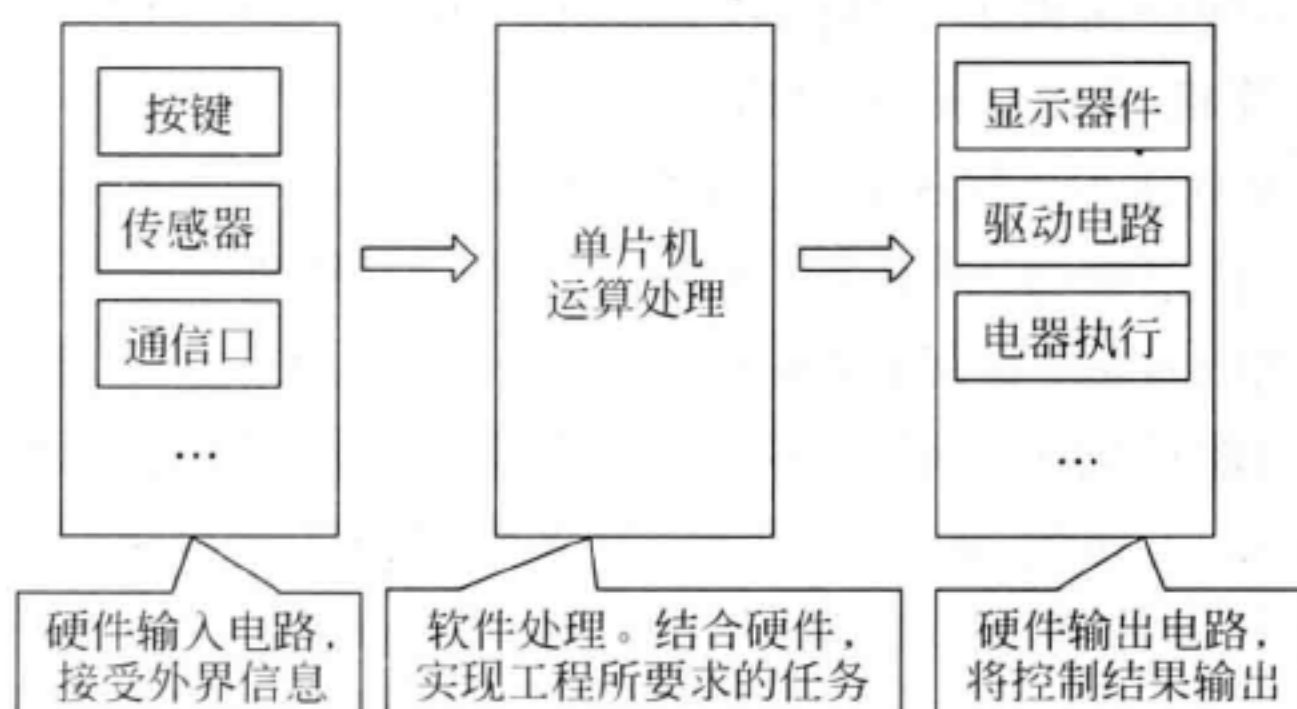 按键
传感器
通信口
…
单片机
运算处理
显示器件
驱动电路
电器执行
…
硬件输入电路，
接受外界信息
软件处理。结合硬件，
实现工程所要求的任务
硬件输出电路，
将控制结果输出